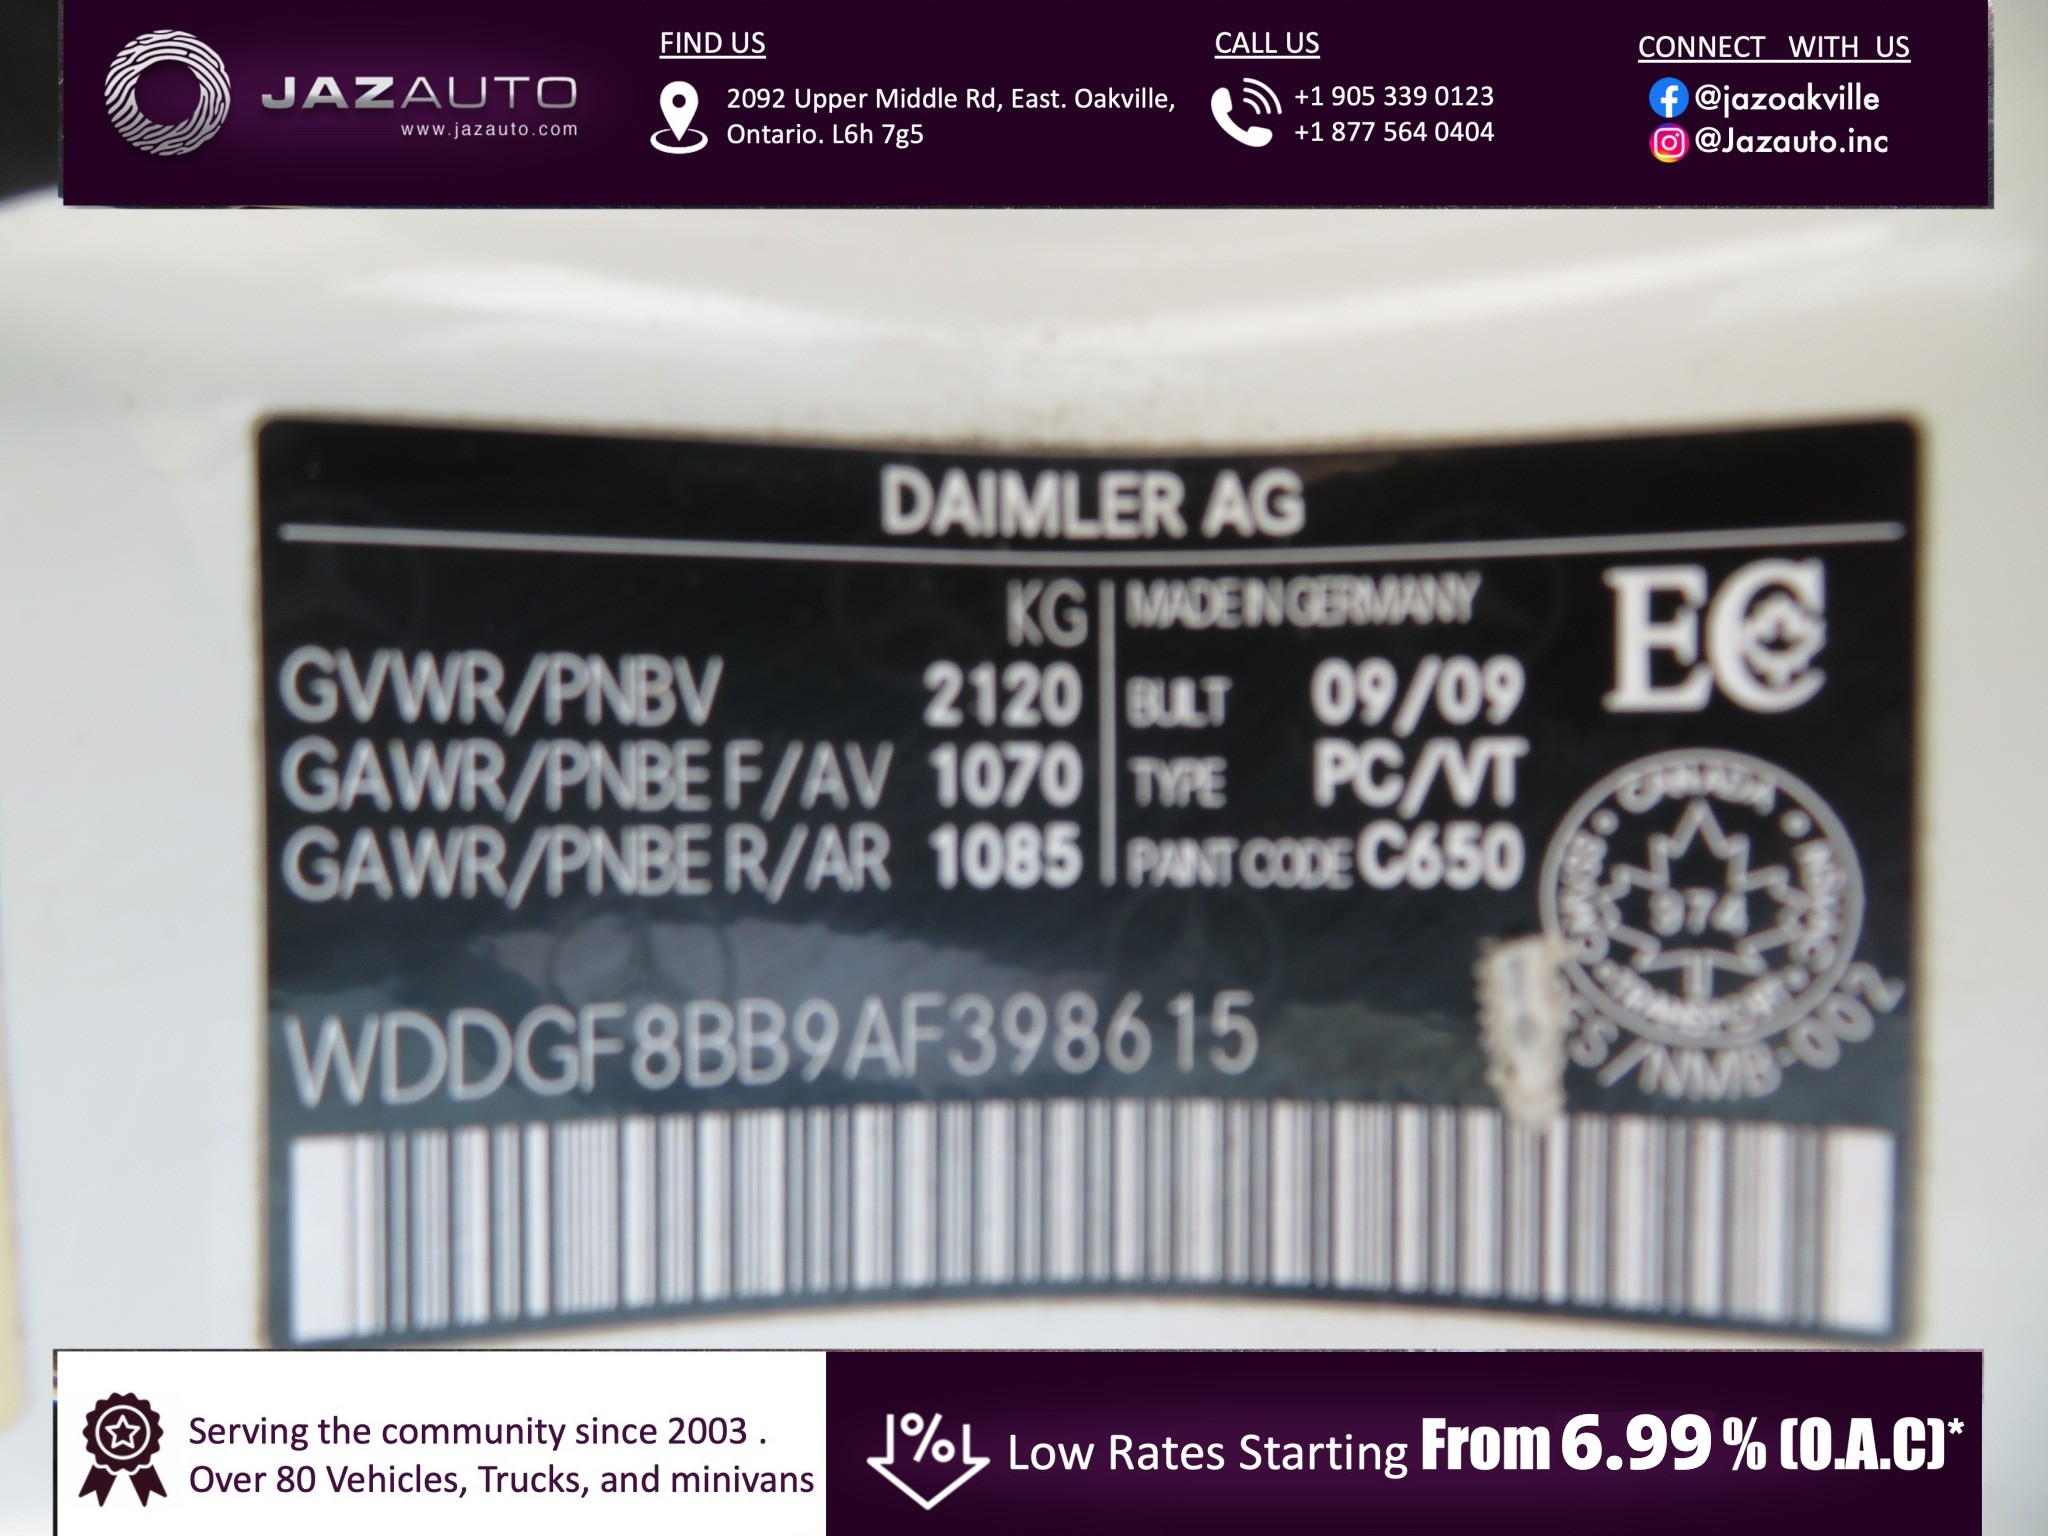 JAZAUTO
www.jazauto.com
FIND US
2092 Upper Middle Rd, East. Oakville,
Ontario. L6h 7g5
CALL US
+1 905 339 0123
+1 877 564 0404
CONNECT WITH US
@jazoakville
@Jazauto.inc
DAIMLER AG
KG
GVWR/PNBV 2120
GAWR/PNBE F/AV 1070
GAWR/PNBE R/AR 1085
MADE IN GERMANY
BUILT 09/09
TYPE PC/VT
PAINT CODE C650
EC
CANADA
974
TRANSPORT
NSVAC
CMVSS
/NMB-002
WDDGF8BB9AF398615
Serving the community since 2003 .
Over 80 Vehicles, Trucks, and minivans
%
Low Rates Starting From 6.99 % (O.A.C)*